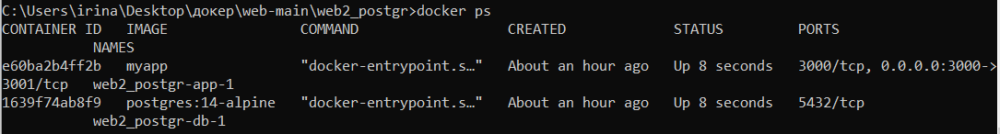 C:\Users\irina\Desktop\докер\web-main\web2_postgr>docker ps
CONTAINER ID   IMAGE                COMMAND                  CREATED             STATUS         PORTS
            NAMES
e60ba2b4ff2b   myapp                "docker-entrypoint.s…"   About an hour ago   Up 8 seconds   3000/tcp, 0.0.0.0:3000->
3001/tcp   web2_postgr-app-1
1639f74ab8f9   postgres:14-alpine   "docker-entrypoint.s…"   About an hour ago   Up 8 seconds   5432/tcp
            web2_postgr-db-1